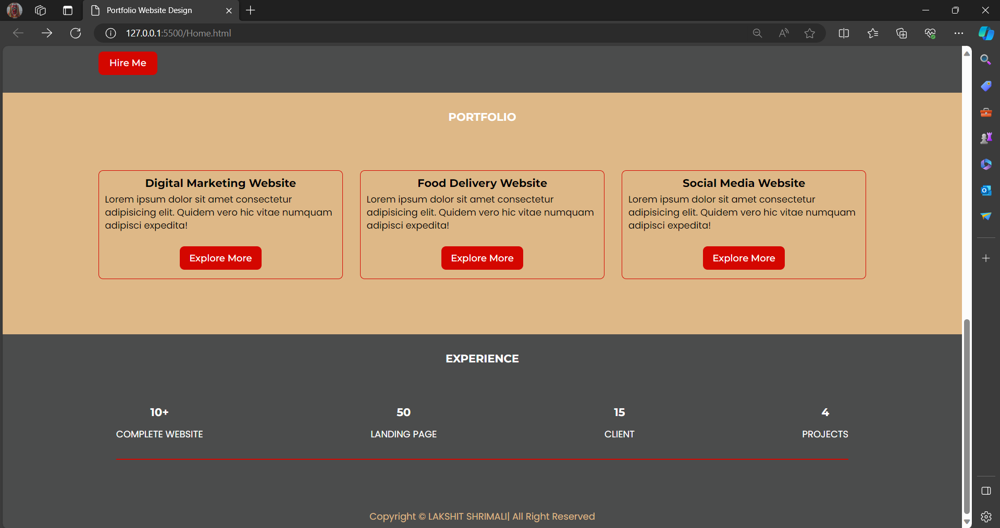 Portfolio Website Design
127.0.0.1:5500/Home.html
Hire Me
PORTFOLIO
Digital Marketing Website
Lorem ipsum dolor sit amet consectetur
adipisicing elit. Quidem vero hic vitae numquam
adipisci expedita!
Explore More
Food Delivery Website
Lorem ipsum dolor sit amet consectetur
adipisicing elit. Quidem vero hic vitae numquam
adipisci expedita!
Explore More
Social Media Website
Lorem ipsum dolor sit amet consectetur
adipisicing elit. Quidem vero hic vitae numquam
adipisci expedita!
Explore More
EXPERIENCE
10+
COMPLETE WEBSITE
50
LANDING PAGE
15
CLIENT
4
PROJECTS
Copyright © LAKSHIT SHRIMALI| All Right Reserved